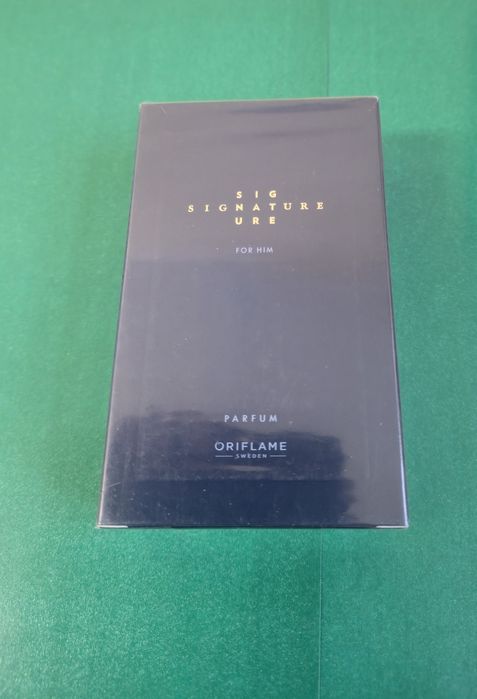 SIG
SIGNATURE
URE
FOR HIM
PARFUM
ORIFLAME
SWEDEN